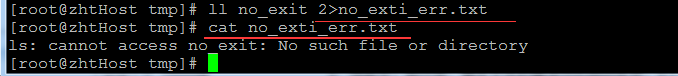 [root@zhtHost tmp]# ll no_exit 2>no_exti_err.txt
[root@zhtHost tmp]# cat no_exti_err.txt
ls: cannot access no_exit: No such file or directory
[root@zhtHost tmp]#